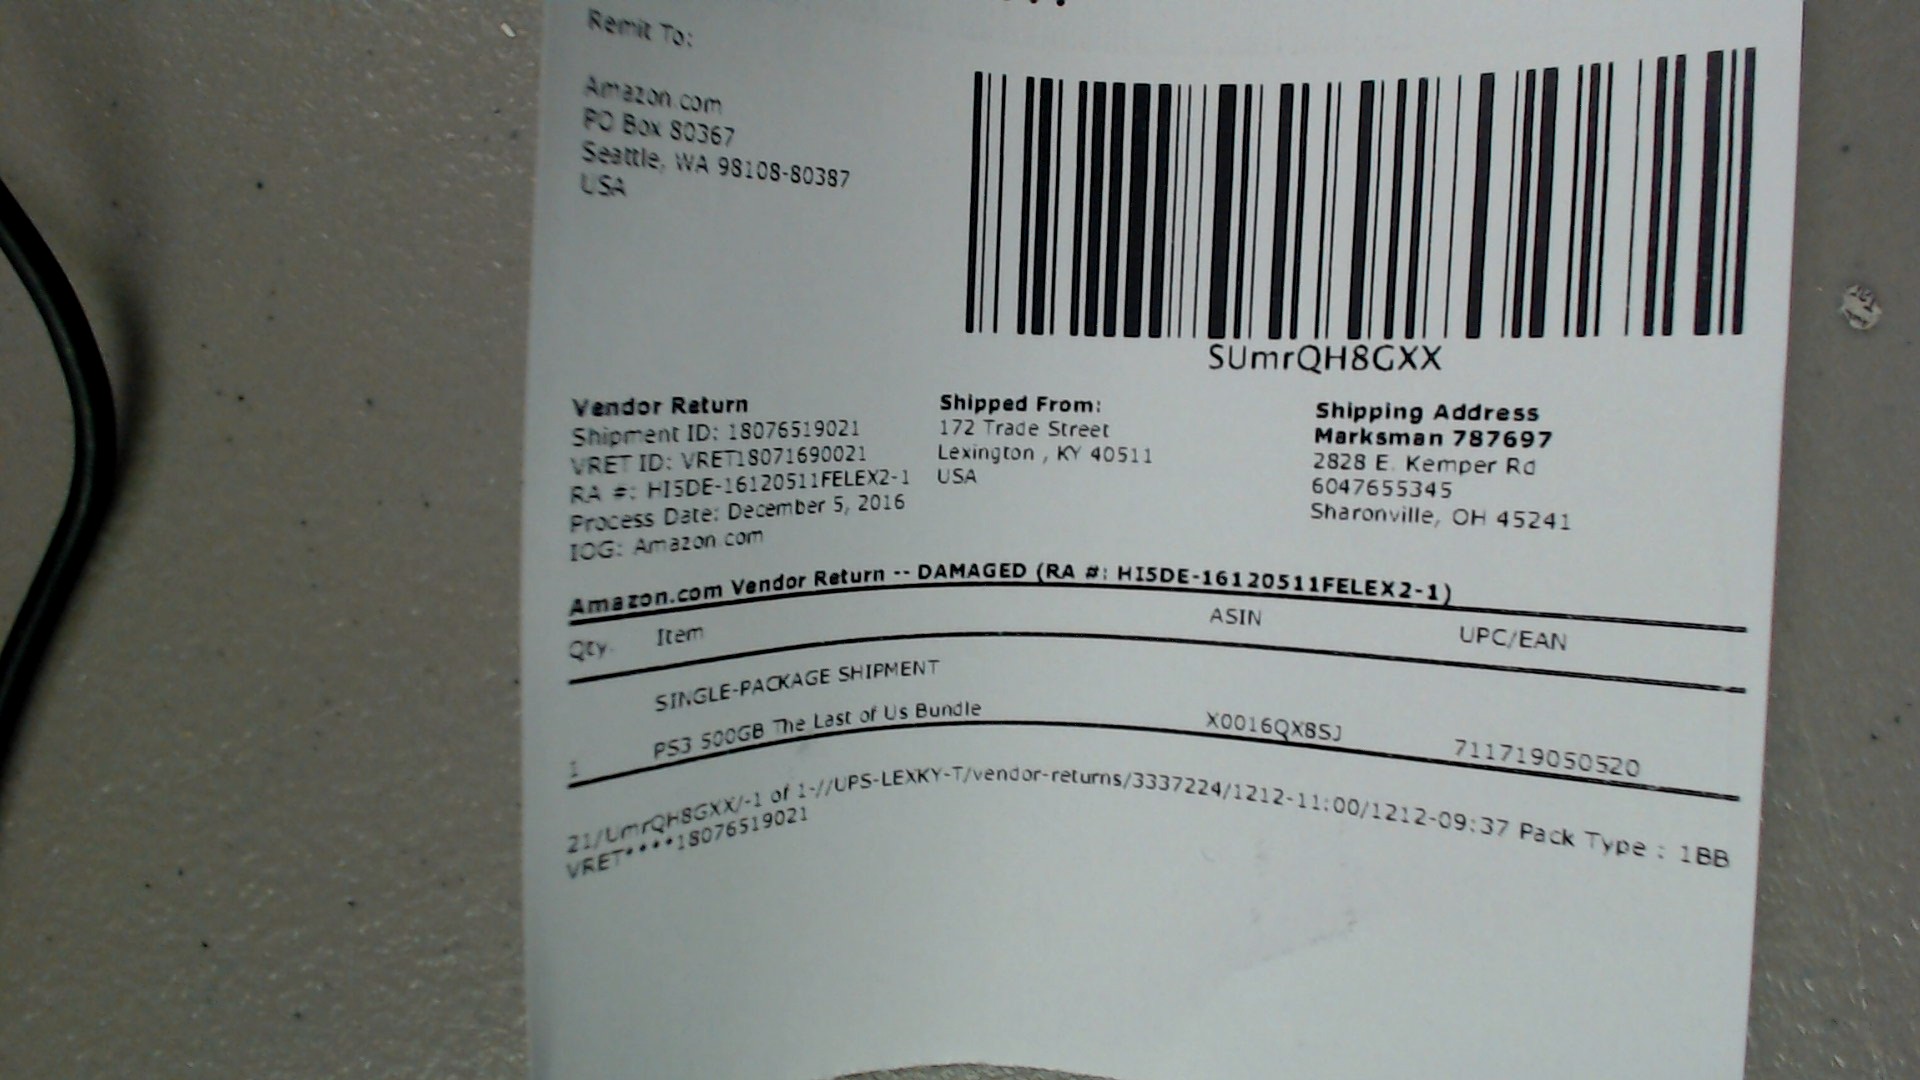 Remit To:
Amazon.com
PO Box 80367
Seattle, WA 98108-80387
USA
SUmrQH8GXX
Vendor Return
Shipment ID: 18076519021
VRET ID: VRET18071690021
RA #: HI5DE-16120511FELEX2-1
Process Date: December 5, 2016
IOG: Amazon.com
Shipped From:
172 Trade Street
Lexington , KY 40511
USA
Shipping Address
Marksman 787697
2828 E. Kemper Rd
6047655345
Sharonville, OH 45241
Amazon.com Vendor Return -- DAMAGED (RA #: HI5DE-16120511FELEX2-1)
Qty. Item ASIN UPC/EAN
SINGLE-PACKAGE SHIPMENT
1 PS3 500GB The Last of Us Bundle X0016QX8SJ 711719050520
21/UmrQH8GXX/-1 of 1-//UPS-LEXKY-T/vendor-returns/3337224/1212-11:00/1212-09:37 Pack Type : 1BB
VRET****18076519021